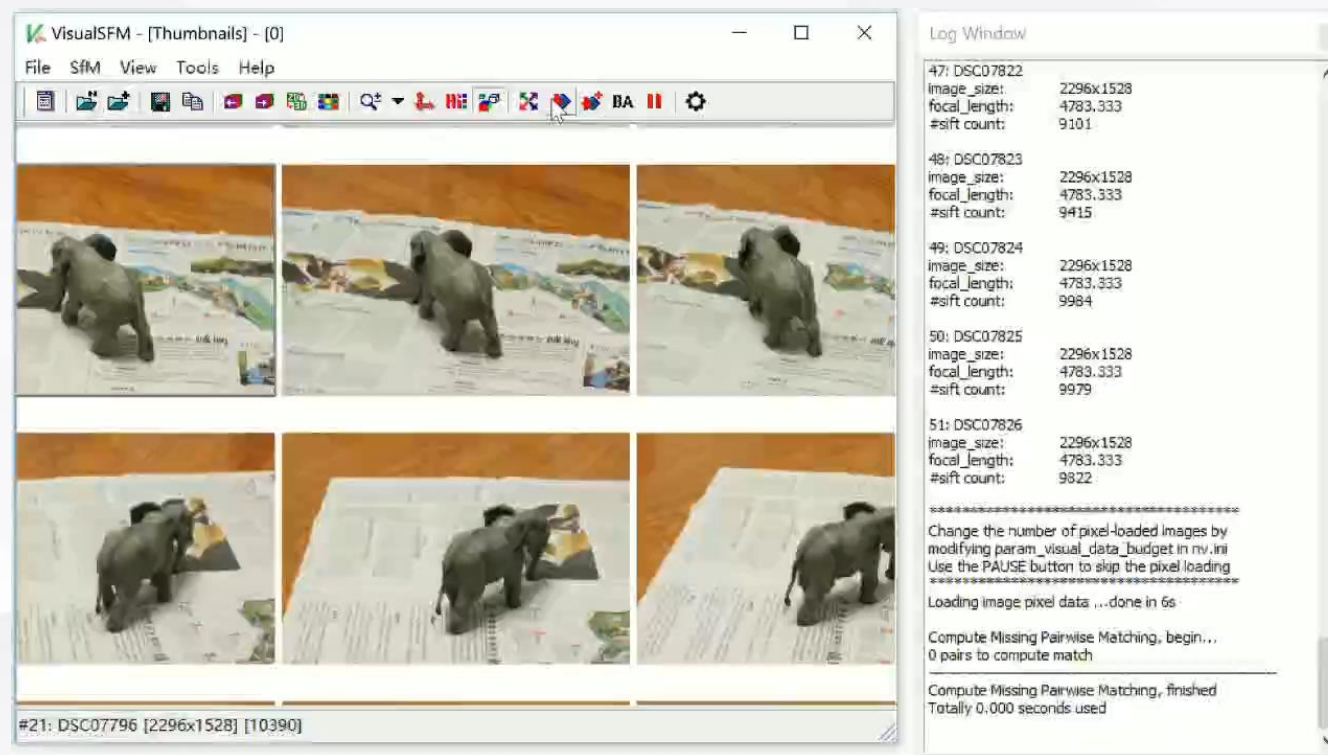 VisualSFM - [Thumbnails] - [0]
File SfM View Tools Help
BA
#21: DSC07796 [2296x1528] [10390]
Log Window
47: DSC07822
image_size: 2296x1528
focal_length: 4783.333
#sift count: 9101
48: DSC07823
image_size: 2296x1528
focal_length: 4783.333
#sift count: 9415
49: DSC07824
image_size: 2296x1528
focal_length: 4783.333
#sift count: 9984
50: DSC07825
image_size: 2296x1528
focal_length: 4783.333
#sift count: 9979
51: DSC07826
image_size: 2296x1528
focal_length: 4783.333
#sift count: 9822
Change the number of pixel-loaded images by
modifying param_visual_data_budget in nv.ini
Use the PAUSE button to skip the pixel loading
Loading image pixel data ...done in 6s
Compute Missing Pairwise Matching, begin...
0 pairs to compute match
Compute Missing Pairwise Matching, finished
Totally 0.000 seconds used